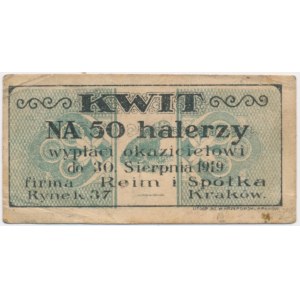 KWIT
NA 50 halerzy
wypłaci okazicielowi
do 30. Sierpnia 1919
firma Reim i Spółka
Rynek 37 Kraków.